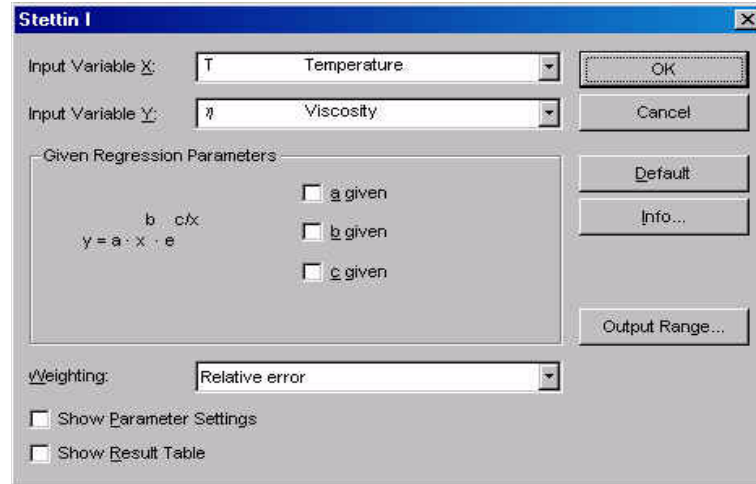 Stettin I
Input Variable X: T Temperature
OK
Input Variable Y: η Viscosity
Cancel
Given Regression Parameters
Default
a given
Info...
b c/x
y = a · x · e
b given
c given
Output Range...
Weighting: Relative error
Show Parameter Settings
Show Result Table